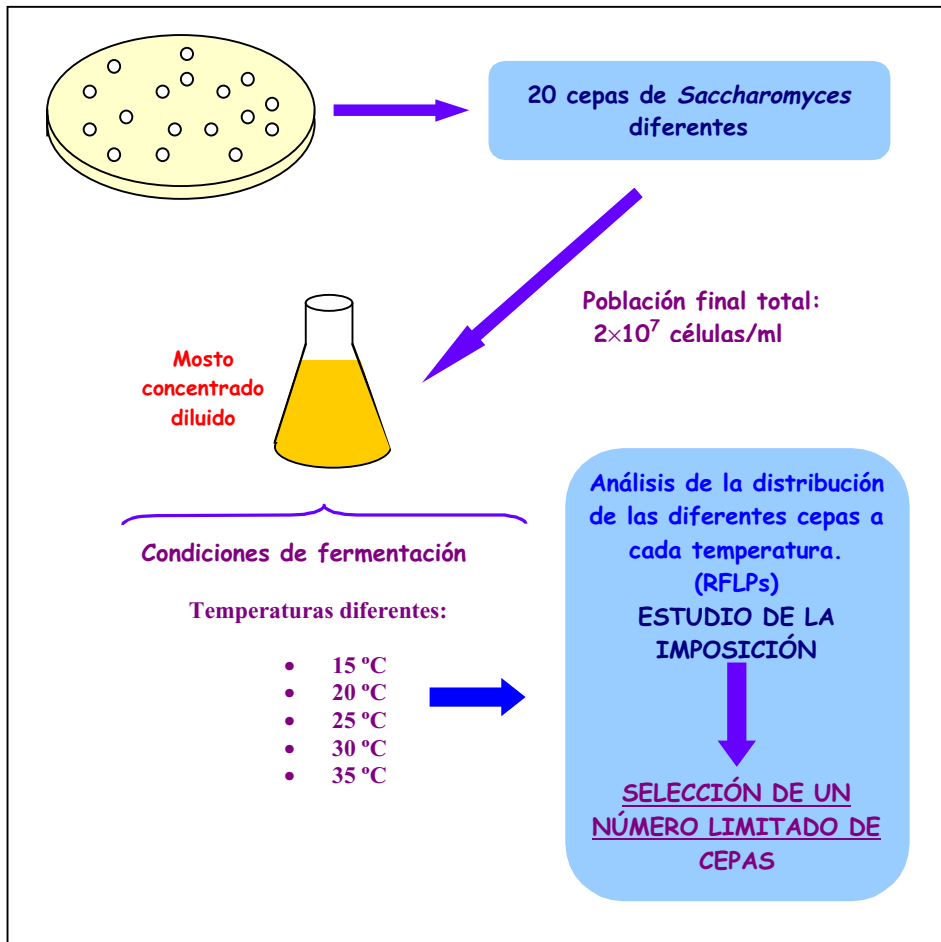 20 cepas de Saccharomyces
diferentes
Población final total:
2×10⁷ células/ml
Mosto
concentrado
diluido
Condiciones de fermentación
Temperaturas diferentes:
• 15 ºC
• 20 ºC
• 25 ºC
• 30 ºC
• 35 ºC
Análisis de la distribución
de las diferentes cepas a
cada temperatura.
(RFLPs)
ESTUDIO DE LA
IMPOSICIÓN
SELECCIÓN DE UN
NÚMERO LIMITADO DE
CEPAS